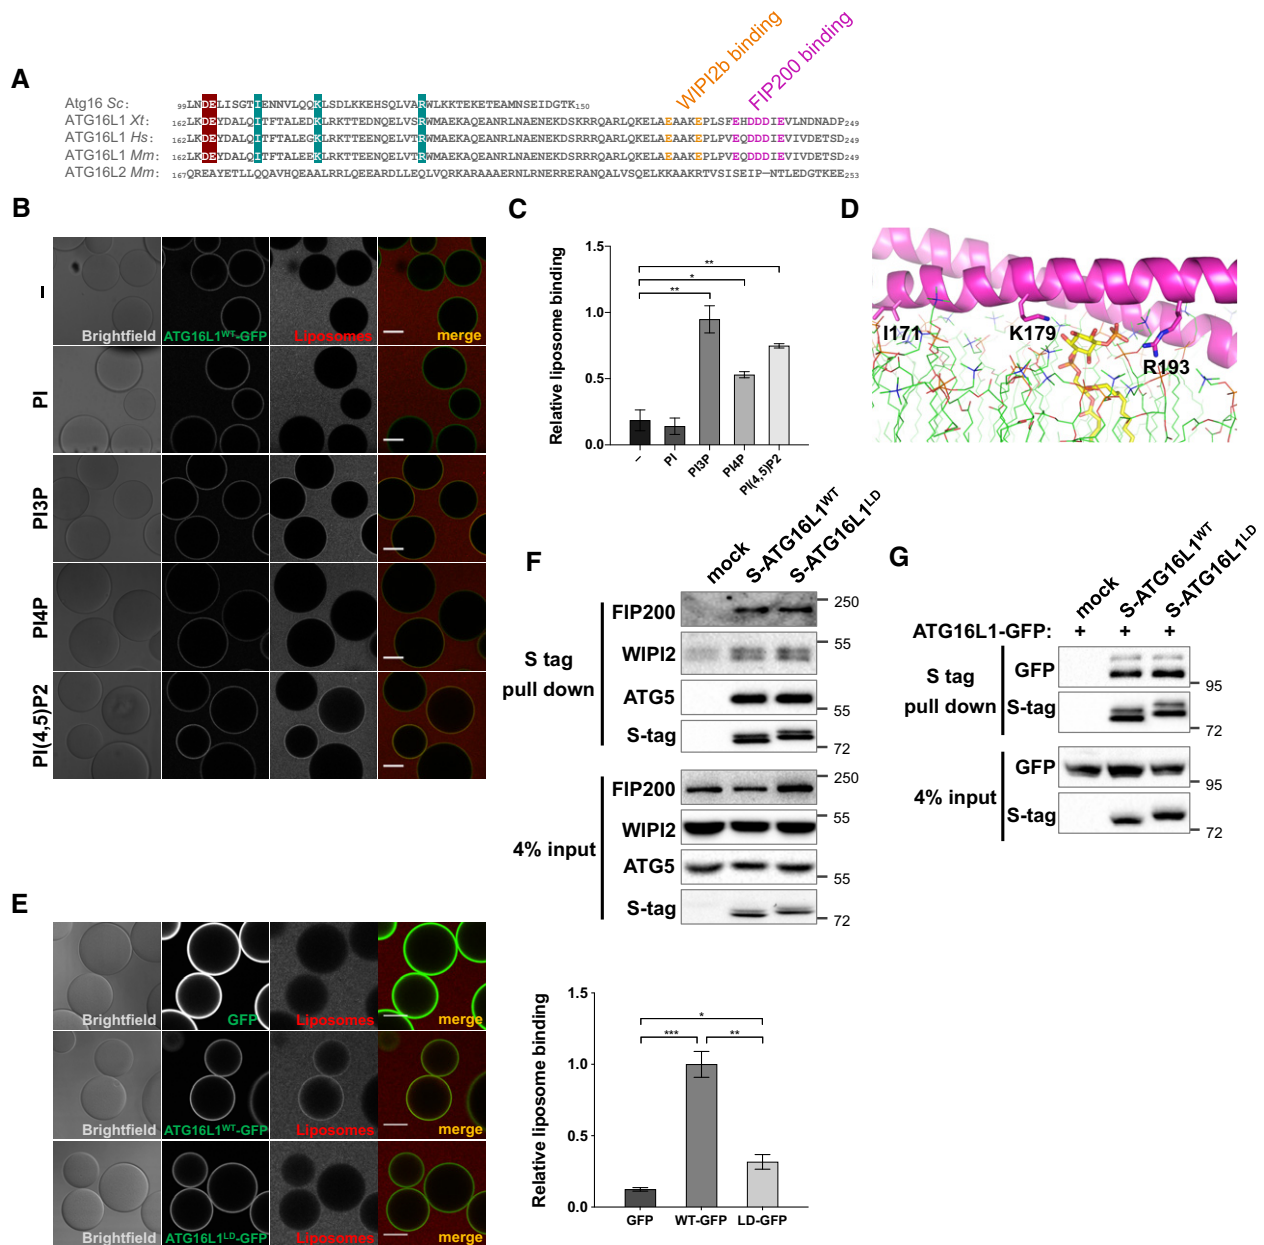 A
WIPI2b binding
FIP200 binding
Atg16 Sc: 99LNDELISGTIENNVLQQKLSDLKKEHSQLVARWLKKTEKETEAMNSEIDGTK150
ATG16L1 Xt: 162LKDEYDALQITFTALEEKLRKTTEDNQELVSRWMAEKAQEANRLNAENEKDSRRRQARLQKELAEAAKEPLSFEHDDDIEVLNDNADP249
ATG16L1 Hs: 162LKDEYDALQITFTALEGKLRKTTEENQELVTRWMAEKAQEANRLNAENEKDSRRRQARLQKELAEAAKEPLPVEQDDDIEVIVDETSD249
ATG16L1 Mm: 162LKDEYDALQITFTALEEKLRKTTEENQELVTRWMAEKAQEANRLNAENEKDSRRRQARLQKELAEAAKEPLPVEQDDDIEVIVDETSD249
ATG16L2 Mm: 167QREAYETLLQQAVHQEAALRRLQEEARDLLEQLVQRKARAAAERNLRNERRERANQALVSQELKKAAKRTVSISEIP–NTLEDGTKEE253
B
–
Brightfield
ATG16L1WT-GFP
Liposomes
merge
PI
PI3P
PI4P
PI(4,5)P2
C
Relative liposome binding
1.5
1.0
0.5
0.0
**
*
**
–
PI
PI3P
PI4P
PI(4,5)P2
D
I171
K179
R193
E
Brightfield
GFP
Liposomes
merge
Brightfield
ATG16L1WT-GFP
Liposomes
merge
Brightfield
ATG16L1LD-GFP
Liposomes
merge
Relative liposome binding
1.5
1.0
0.5
0.0
*
***
**
GFP
WT-GFP
LD-GFP
F
mock
S-ATG16L1WT
S-ATG16L1LD
S tag
pull down
FIP200
250
WIPI2
55
ATG5
55
S-tag
72
4% input
FIP200
250
WIPI2
55
ATG5
55
S-tag
72
G
mock
S-ATG16L1WT
S-ATG16L1LD
ATG16L1-GFP: + + +
S tag
pull down
GFP
95
S-tag
72
4% input
GFP
95
S-tag
72